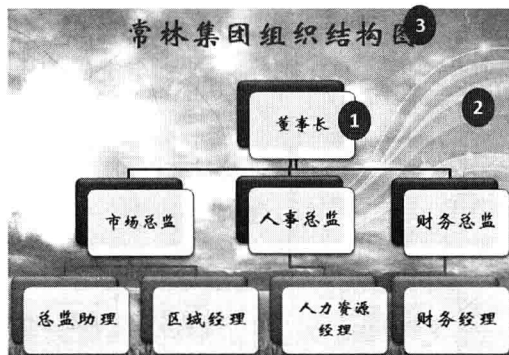 常林集团组织结构图
3
2
董事长
1
市场总监
人事总监
财务总监
总监助理
区域经理
人力资源
经理
财务经理